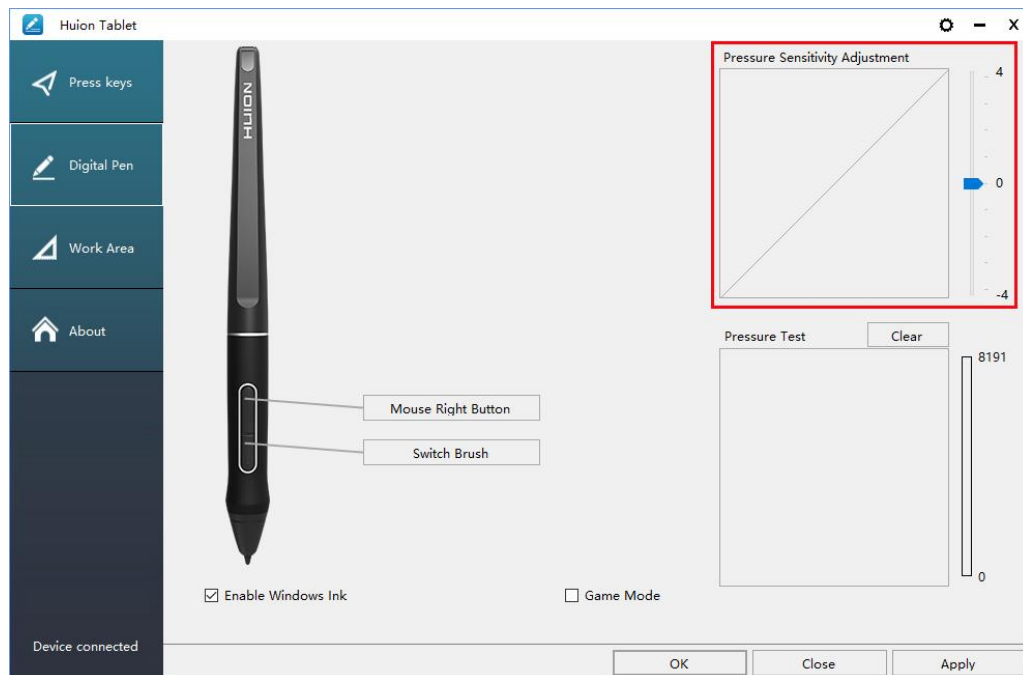 Huion Tablet
X
Press keys
Digital Pen
Work Area
About
Device connected
HUION
Mouse Right Button
Switch Brush
Enable Windows Ink
Game Mode
Pressure Sensitivity Adjustment
4
0
-4
Pressure Test
Clear
8191
0
OK
Close
Apply